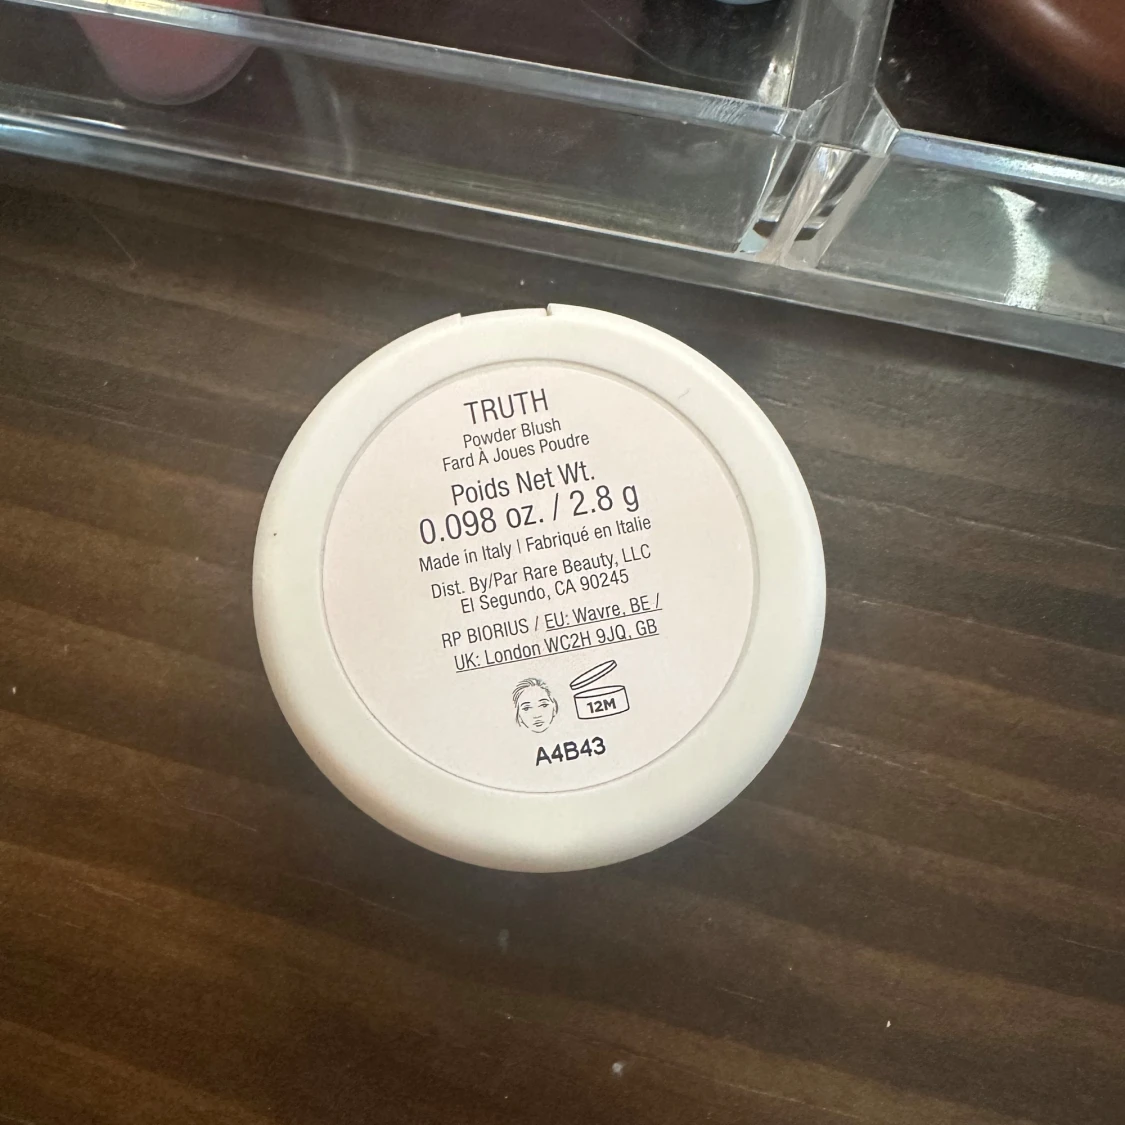 TRUTH
Powder Blush
Fard À Joues Poudre
Poids Net Wt.
0.098 oz. / 2.8 g
Made in Italy | Fabriqué en Italie
Dist. By/Par Rare Beauty, LLC
El Segundo, CA 90245
RP BIORIUS / EU: Wavre, BE /
UK: London WC2H 9JQ, GB
12M
A4B43